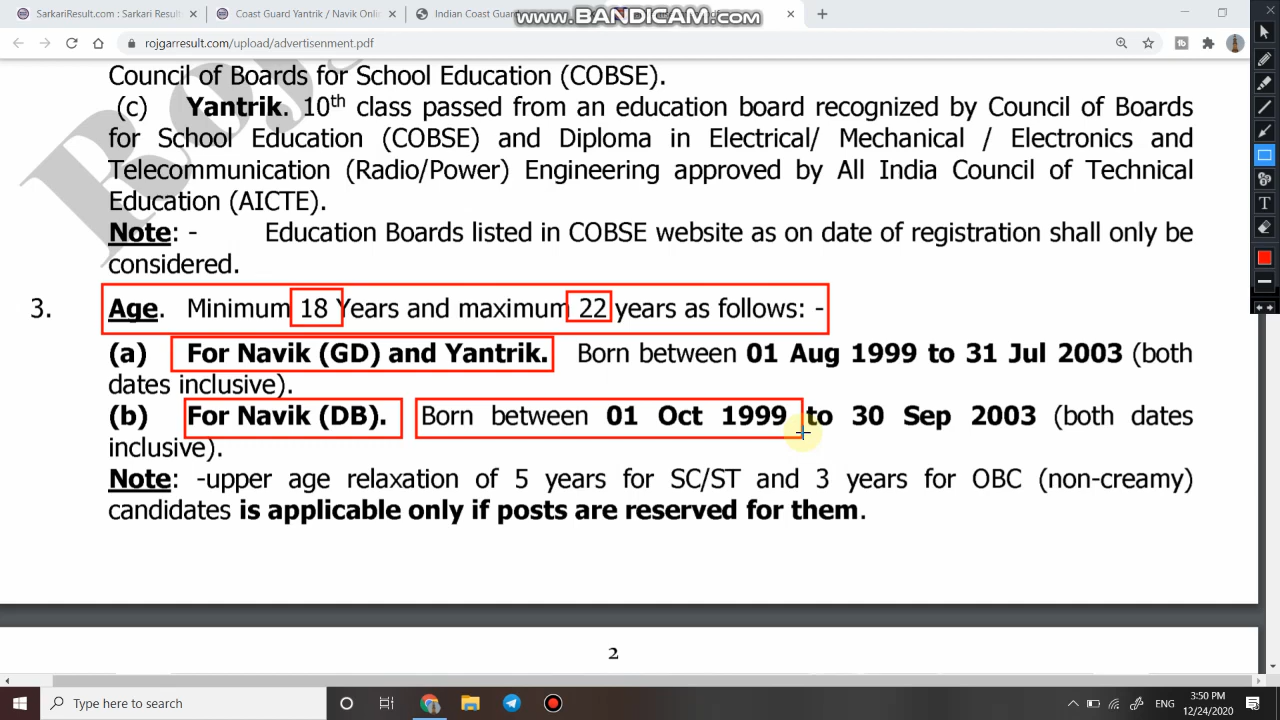 SarkariResult.com : Sarkari Result
Coast Guard Yantrik / Navik Onli
Indian Coast Guar
www.BANDICAM.com
rojgarresult.com/upload/advertisenment.pdf
Council of Boards for School Education (COBSE).
(c) Yantrik. 10th class passed from an education board recognized by Council of Boards
for School Education (COBSE) and Diploma in Electrical/ Mechanical / Electronics and
Telecommunication (Radio/Power) Engineering approved by All India Council of Technical
Education (AICTE).
Note: - Education Boards listed in COBSE website as on date of registration shall only be
considered.
3. Age. Minimum 18 Years and maximum 22 years as follows: -
(a) For Navik (GD) and Yantrik. Born between 01 Aug 1999 to 31 Jul 2003 (both
dates inclusive).
(b) For Navik (DB). Born between 01 Oct 1999 to 30 Sep 2003 (both dates
inclusive).
Note: -upper age relaxation of 5 years for SC/ST and 3 years for OBC (non-creamy)
candidates is applicable only if posts are reserved for them.
2
Type here to search
ENG
3:50 PM
12/24/2020